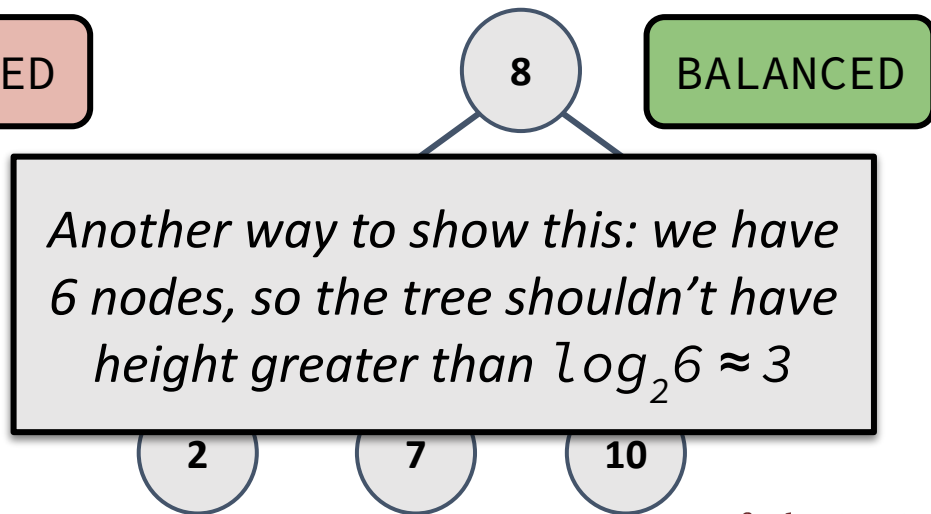 ED
8
BALANCED
Another way to show this: we have
6 nodes, so the tree shouldn’t have
height greater than log₂6 ≈ 3
2
7
10